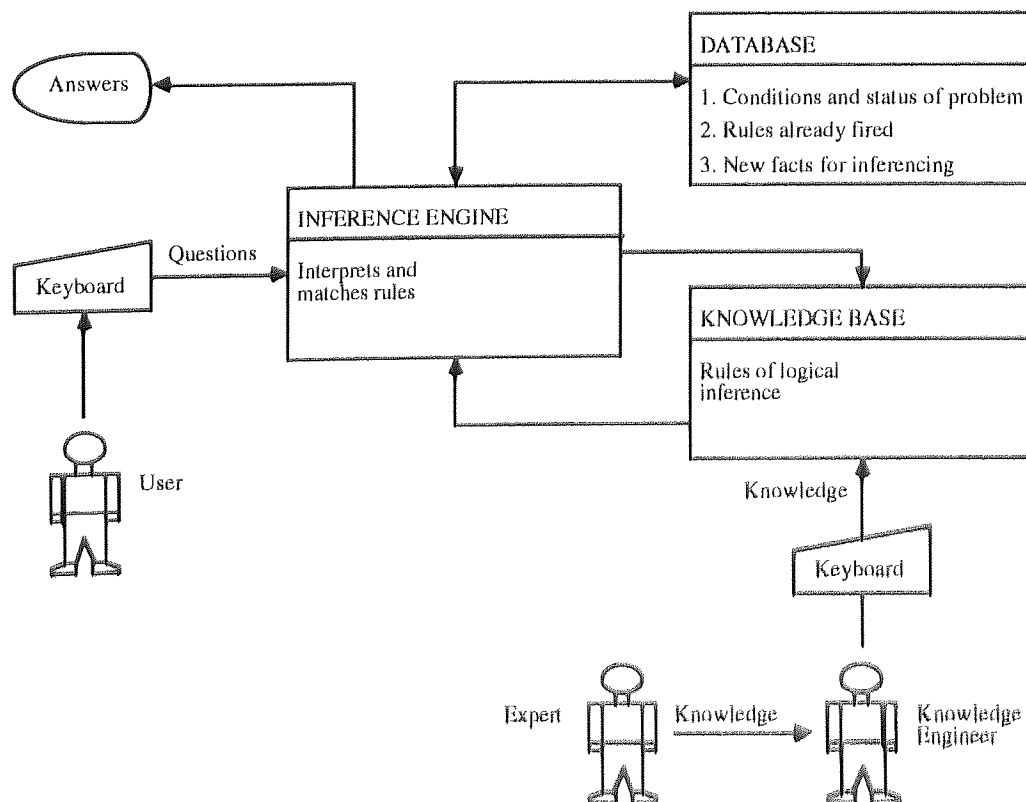 DATABASE
Answers
1. Conditions and status of problem
2. Rules already fired
3. New facts for inferencing
INFERENCE ENGINE
Questions
Keyboard
Interprets and
matches rules
KNOWLEDGE BASE
Rules of logical
inference
User
Knowledge
Keyboard
Expert
Knowledge
Knowledge
Engineer